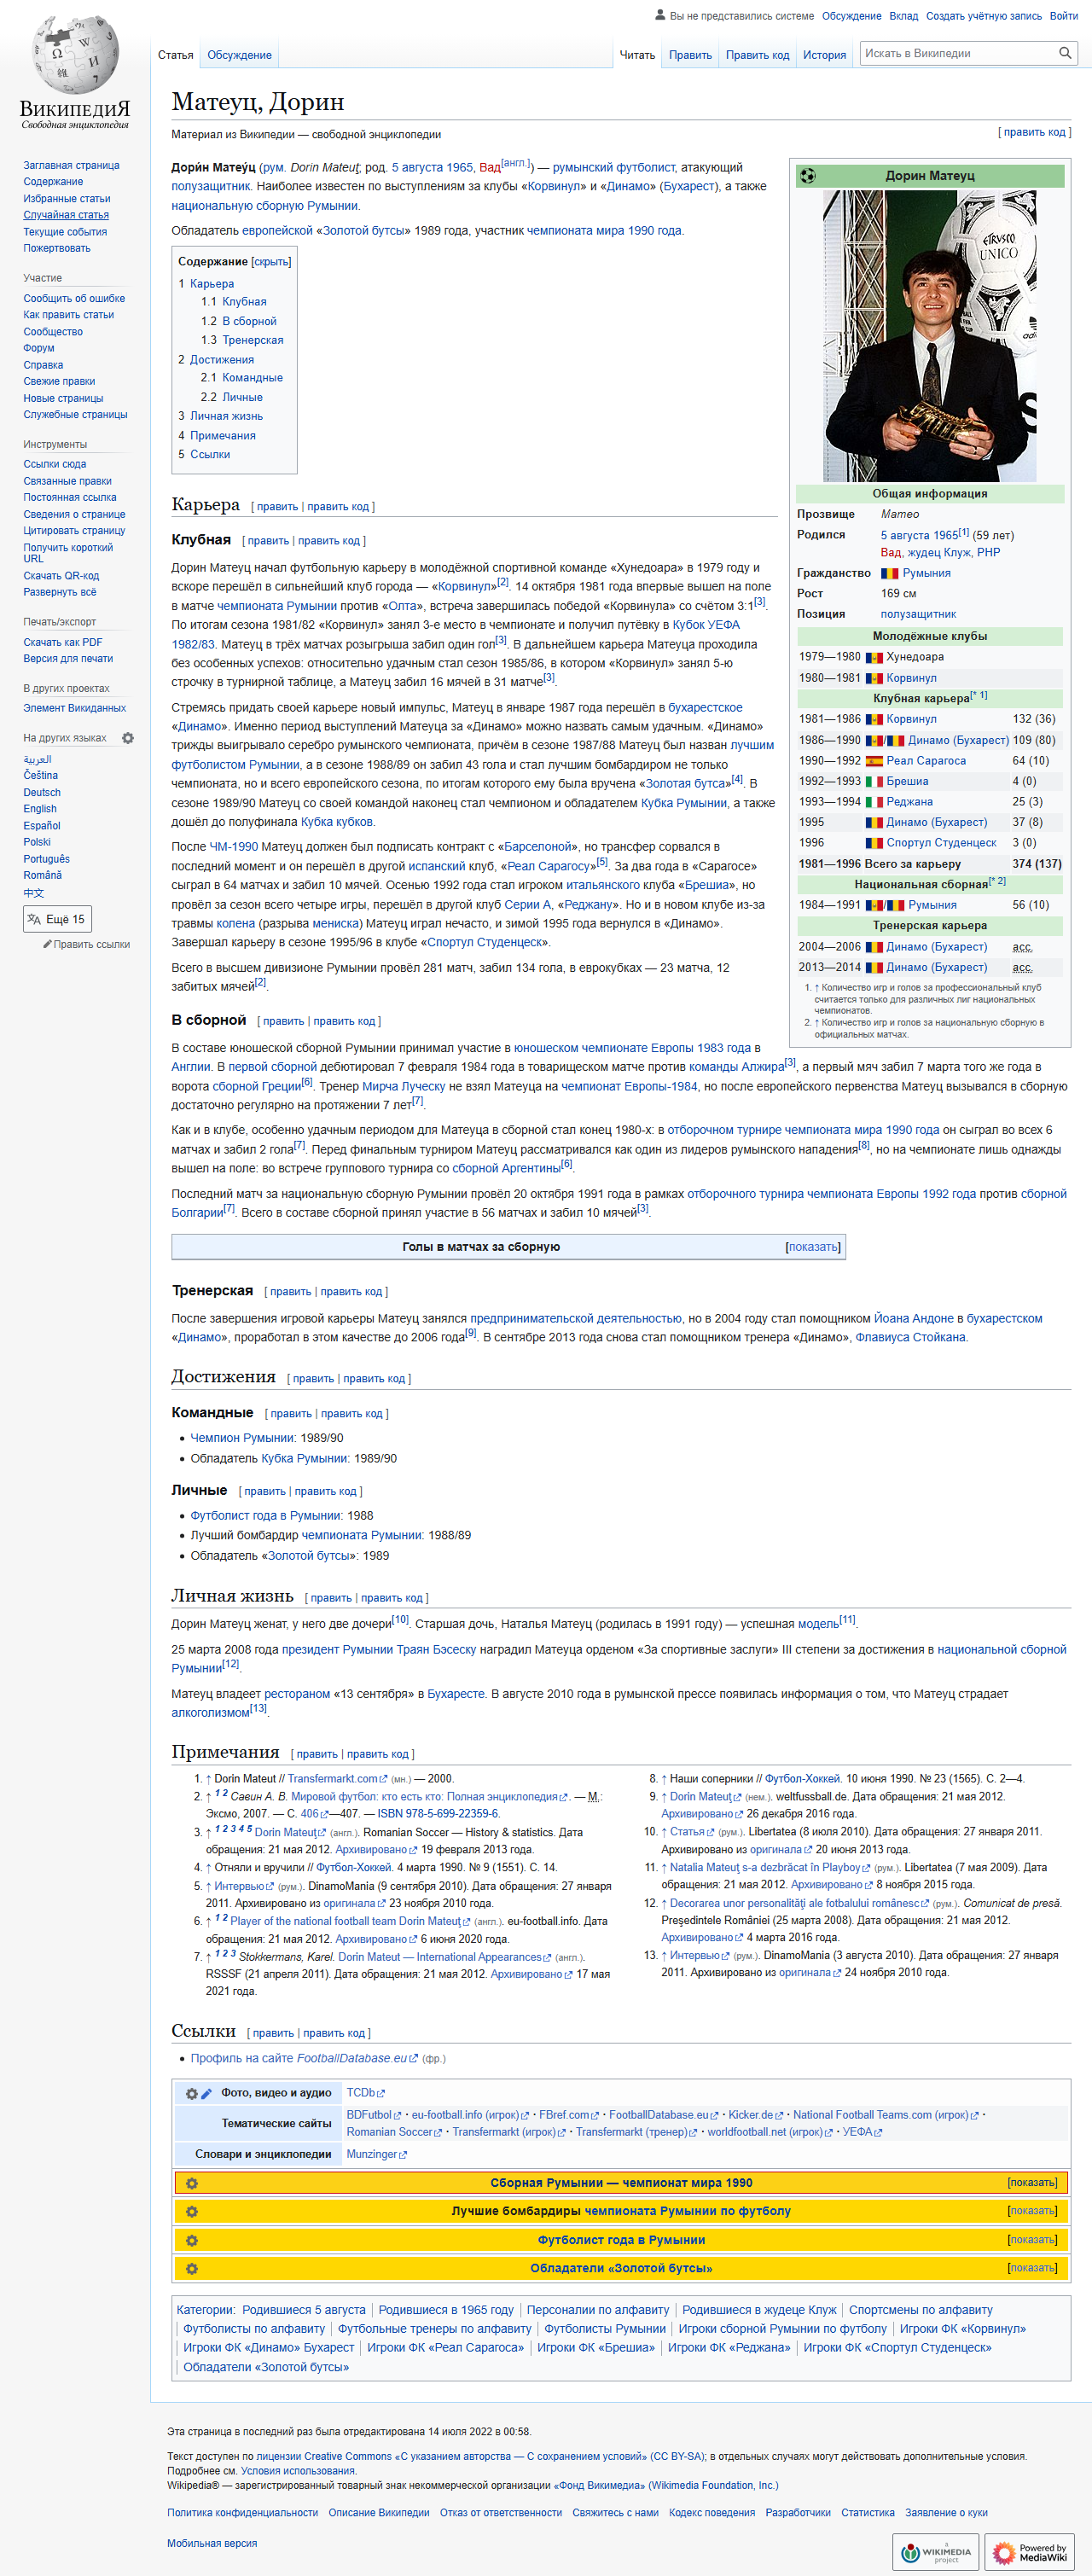 Вы не представились системе Обсуждение Вклад Создать учётную запись Войти
Статья Обсуждение Читать Править Править код История Искать в Википедии
ВикипедиЯ
Свободная энциклопедия
Заглавная страница
Содержание
Избранные статьи
Случайная статья
Текущие события
Пожертвовать
Участие
Сообщить об ошибке
Как править статьи
Сообщество
Форум
Справка
Свежие правки
Новые страницы
Служебные страницы
Инструменты
Ссылки сюда
Связанные правки
Постоянная ссылка
Сведения о странице
Цитировать страницу
Получить короткий
URL
Скачать QR-код
Развернуть всё
Печать/экспорт
Скачать как PDF
Версия для печати
В других проектах
Элемент Викиданных
На других языках
العربية
Čeština
Deutsch
English
Español
Polski
Português
Română
中文
Ещё 15
Править ссылки
Матеуц, Дорин
Материал из Википедии — свободной энциклопедии
[ править код ]
Дори́н Матеу́ц (рум. Dorin Mateuț, род. 5 августа 1965, Вад[англ.]) — румынский футболист, атакующий
полузащитник. Наиболее известен по выступлениям за клубы «Корвинул» и «Динамо» (Бухарест), а также
национальную сборную Румынии.
Обладатель европейской «Золотой бутсы» 1989 года, участник чемпионата мира 1990 года.
Содержание [скрыть]
1 Карьера
1.1 Клубная
1.2 В сборной
1.3 Тренерская
2 Достижения
2.1 Командные
2.2 Личные
3 Личная жизнь
4 Примечания
5 Ссылки
Дорин Матеуц
ETRUSCO
UNICO
Общая информация
Прозвище Матео
Родился 5 августа 1965[1] (59 лет)
Вад, жудец Клуж, РНР
Гражданство Румыния
Рост 169 см
Позиция полузащитник
Молодёжные клубы
1979—1980 Хунедоара
1980—1981 Корвинул
Клубная карьера[* 1]
1981—1986 Корвинул 132 (36)
1986—1990 / Динамо (Бухарест) 109 (80)
1990—1992 Реал Сарагоса 64 (10)
1992—1993 Брешиа 4 (0)
1993—1994 Реджана 25 (3)
1995 Динамо (Бухарест) 37 (8)
1996 Спортул Студенцеск 3 (0)
1981—1996 Всего за карьеру 374 (137)
Национальная сборная[* 2]
1984—1991 / Румыния 56 (10)
Тренерская карьера
2004—2006 Динамо (Бухарест) асс.
2013—2014 Динамо (Бухарест) асс.
1. ↑ Количество игр и голов за профессиональный клуб
считается только для различных лиг национальных
чемпионатов.
2. ↑ Количество игр и голов за национальную сборную в
официальных матчах.
Карьера [ править | править код ]
Клубная [ править | править код ]
Дорин Матеуц начал футбольную карьеру в молодёжной спортивной команде «Хунедоара» в 1979 году и
вскоре перешёл в сильнейший клуб города — «Корвинул»[2]. 14 октября 1981 года впервые вышел на поле
в матче чемпионата Румынии против «Олта», встреча завершилась победой «Корвинула» со счётом 3:1[3].
По итогам сезона 1981/82 «Корвинул» занял 3-е место в чемпионате и получил путёвку в Кубок УЕФА
1982/83. Матеуц в трёх матчах розыгрыша забил один гол[3]. В дальнейшем карьера Матеуца проходила
без особенных успехов: относительно удачным стал сезон 1985/86, в котором «Корвинул» занял 5-ю
строчку в турнирной таблице, а Матеуц забил 16 мячей в 31 матче[3].
Стремясь придать своей карьере новый импульс, Матеуц в январе 1987 года перешёл в бухарестское
«Динамо». Именно период выступлений Матеуца за «Динамо» можно назвать самым удачным. «Динамо»
трижды выигрывало серебро румынского чемпионата, причём в сезоне 1987/88 Матеуц был назван лучшим
футболистом Румынии, а в сезоне 1988/89 он забил 43 гола и стал лучшим бомбардиром не только
чемпионата, но и всего европейского сезона, по итогам которого ему была вручена «Золотая бутса»[4]. В
сезоне 1989/90 Матеуц со своей командой наконец стал чемпионом и обладателем Кубка Румынии, а также
дошёл до полуфинала Кубка кубков.
После ЧМ-1990 Матеуц должен был подписать контракт с «Барселоной», но трансфер сорвался в
последний момент и он перешёл в другой испанский клуб, «Реал Сарагосу»[5]. За два года в «Сарагосе»
сыграл в 64 матчах и забил 10 мячей. Осенью 1992 года стал игроком итальянского клуба «Брешиа», но
провёл за сезон всего четыре игры, перешёл в другой клуб Серии А, «Реджану». Но и в новом клубе из-за
травмы колена (разрыва мениска) Матеуц играл нечасто, и зимой 1995 года вернулся в «Динамо».
Завершал карьеру в сезоне 1995/96 в клубе «Спортул Студенцеск».
Всего в высшем дивизионе Румынии провёл 281 матч, забил 134 гола, в еврокубках — 23 матча, 12
забитых мячей[2].
В сборной [ править | править код ]
В составе юношеской сборной Румынии принимал участие в юношеском чемпионате Европы 1983 года в
Англии. В первой сборной дебютировал 7 февраля 1984 года в товарищеском матче против команды Алжира[3], а первый мяч забил 7 марта того же года в
ворота сборной Греции[6]. Тренер Мирча Луческу не взял Матеуца на чемпионат Европы-1984, но после европейского первенства Матеуц вызывался в сборную
достаточно регулярно на протяжении 7 лет[7].
Как и в клубе, особенно удачным периодом для Матеуца в сборной стал конец 1980-х: в отборочном турнире чемпионата мира 1990 года он сыграл во всех 6
матчах и забил 2 гола[7]. Перед финальным турниром Матеуц рассматривался как один из лидеров румынского нападения[8], но на чемпионате лишь однажды
вышел на поле: во встрече группового турнира со сборной Аргентины[6].
Последний матч за национальную сборную Румынии провёл 20 октября 1991 года в рамках отборочного турнира чемпионата Европы 1992 года против сборной
Болгарии[7]. Всего в составе сборной принял участие в 56 матчах и забил 10 мячей[3].
Голы в матчах за сборную [показать]
Тренерская [ править | править код ]
После завершения игровой карьеры Матеуц занялся предпринимательской деятельностью, но в 2004 году стал помощником Йоана Андоне в бухарестском
«Динамо», проработал в этом качестве до 2006 года[9]. В сентябре 2013 года снова стал помощником тренера «Динамо», Флавиуса Стойкана.
Достижения [ править | править код ]
Командные [ править | править код ]
Чемпион Румынии: 1989/90
Обладатель Кубка Румынии: 1989/90
Личные [ править | править код ]
Футболист года в Румынии: 1988
Лучший бомбардир чемпионата Румынии: 1988/89
Обладатель «Золотой бутсы»: 1989
Личная жизнь [ править | править код ]
Дорин Матеуц женат, у него две дочери[10]. Старшая дочь, Наталья Матеуц (родилась в 1991 году) — успешная модель[11].
25 марта 2008 года президент Румынии Траян Бэсеску наградил Матеуца орденом «За спортивные заслуги» III степени за достижения в национальной сборной
Румынии[12].
Матеуц владеет рестораном «13 сентября» в Бухаресте. В августе 2010 года в румынской прессе появилась информация о том, что Матеуц страдает
алкоголизмом[13].
Примечания [ править | править код ]
1. ↑ Dorin Mateut // Transfermarkt.com (мн.) — 2000.
2. ↑ 1 2 Савин А. В. Мировой футбол: кто есть кто: Полная энциклопедия. — М.:
Эксмо, 2007. — С. 406—407. — ISBN 978-5-699-22359-6.
3. ↑ 1 2 3 4 5 Dorin Mateuţ (англ.). Romanian Soccer — History & statistics. Дата
обращения: 21 мая 2012. Архивировано 19 февраля 2013 года.
4. ↑ Отняли и вручили // Футбол-Хоккей. 4 марта 1990. № 9 (1551). С. 14.
5. ↑ Интервью (рум.). DinamoMania (9 сентября 2010). Дата обращения: 27 января
2011. Архивировано из оригинала 23 ноября 2010 года.
6. ↑ 1 2 Player of the national football team Dorin Mateuţ (англ.). eu-football.info. Дата
обращения: 21 мая 2012. Архивировано 6 июня 2020 года.
7. ↑ 1 2 3 Stokkermans, Karel. Dorin Mateut — International Appearances (англ.).
RSSSF (21 апреля 2011). Дата обращения: 21 мая 2012. Архивировано 17 мая
2021 года.
8. ↑ Наши соперники // Футбол-Хоккей. 10 июня 1990. № 23 (1565). С. 2—4.
9. ↑ Dorin Mateuţ (нем.). weltfussball.de. Дата обращения: 21 мая 2012.
Архивировано 26 декабря 2016 года.
10. ↑ Статья (рум.). Libertatea (8 июля 2010). Дата обращения: 27 января 2011.
Архивировано из оригинала 20 июня 2013 года.
11. ↑ Natalia Mateuţ s-a dezbrăcat în Playboy (рум.). Libertatea (7 мая 2009). Дата
обращения: 21 мая 2012. Архивировано 8 ноября 2015 года.
12. ↑ Decorarea unor personalităţi ale fotbalului românesc (рум.). Comunicat de presă.
Preşedintele României (25 марта 2008). Дата обращения: 21 мая 2012.
Архивировано 4 марта 2016 года.
13. ↑ Интервью (рум.). DinamoMania (3 августа 2010). Дата обращения: 27 января
2011. Архивировано из оригинала 24 ноября 2010 года.
Ссылки [ править | править код ]
Профиль на сайте FootballDatabase.eu (фр.)
Фото, видео и аудио TCDb
Тематические сайты BDFutbol · eu-football.info (игрок) · FBref.com · FootballDatabase.eu · Kicker.de · National Football Teams.com (игрок) ·
Romanian Soccer · Transfermarkt (игрок) · Transfermarkt (тренер) · worldfootball.net (игрок) · УЕФА
Словари и энциклопедии Munzinger
Сборная Румынии — чемпионат мира 1990 [показать]
Лучшие бомбардиры чемпионата Румынии по футболу [показать]
Футболист года в Румынии [показать]
Обладатели «Золотой бутсы» [показать]
Категории: Родившиеся 5 августа | Родившиеся в 1965 году | Персоналии по алфавиту | Родившиеся в жудеце Клуж | Спортсмены по алфавиту
| Футболисты по алфавиту | Футбольные тренеры по алфавиту | Футболисты Румынии | Игроки сборной Румынии по футболу | Игроки ФК «Корвинул»
| Игроки ФК «Динамо» Бухарест | Игроки ФК «Реал Сарагоса» | Игроки ФК «Брешиа» | Игроки ФК «Реджана» | Игроки ФК «Спортул Студенцеск»
| Обладатели «Золотой бутсы»
Эта страница в последний раз была отредактирована 14 июля 2022 в 00:58.
Текст доступен по лицензии Creative Commons «С указанием авторства — С сохранением условий» (CC BY-SA); в отдельных случаях могут действовать дополнительные условия.
Подробнее см. Условия использования.
Wikipedia® — зарегистрированный товарный знак некоммерческой организации «Фонд Викимедиа» (Wikimedia Foundation, Inc.)
Политика конфиденциальности Описание Википедии Отказ от ответственности Свяжитесь с нами Кодекс поведения Разработчики Статистика Заявление о куки
Мобильная версия
A WIKIMEDIA project
Powered by MediaWiki